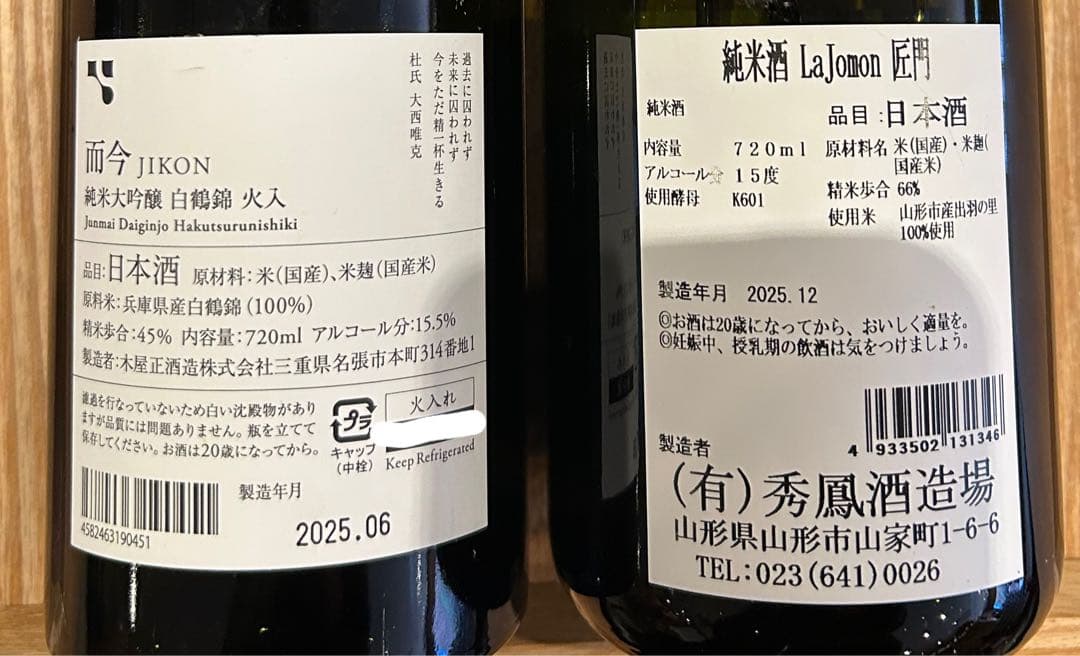 過去に囚われず
未来に囚われず
今をただ精一杯生きる
杜氏 大西唯克
而今 JIKON
純米大吟醸 白鶴錦 火入
Junmai Daiginjo Hakutsurunishiki
品目:日本酒 原材料:米(国産)、米麹(国産米)
原料米:兵庫県産白鶴錦(100%)
精米歩合:45% 内容量:720ml アルコール分:15.5%
製造者:木屋正酒造株式会社三重県名張市本町314番地1
濾過を行なっていないため白い沈殿物があり
ますが品質には問題ありません。瓶を立てて
保存してください。お酒は20歳になってから。
プラ
キャップ
(中栓)
火入れ
Keep Refrigerated
4582463190451
製造年月
2025.06
純米酒 LaJomon 匠門
純米酒
品目:日本酒
内容量 720ml
アルコール分 15度
使用酵母 K601
原材料名 米(国産)・米麹(
国産米)
精米歩合 66%
使用米 山形市産出羽の里
100%使用
製造年月 2025.12
◎お酒は20歳になってから、おいしく適量を。
◎妊娠中、授乳期の飲酒は気をつけましょう。
4 933502 131346
製造者
(有)秀鳳酒造場
山形県山形市山家町1-6-6
TEL:023(641)0026